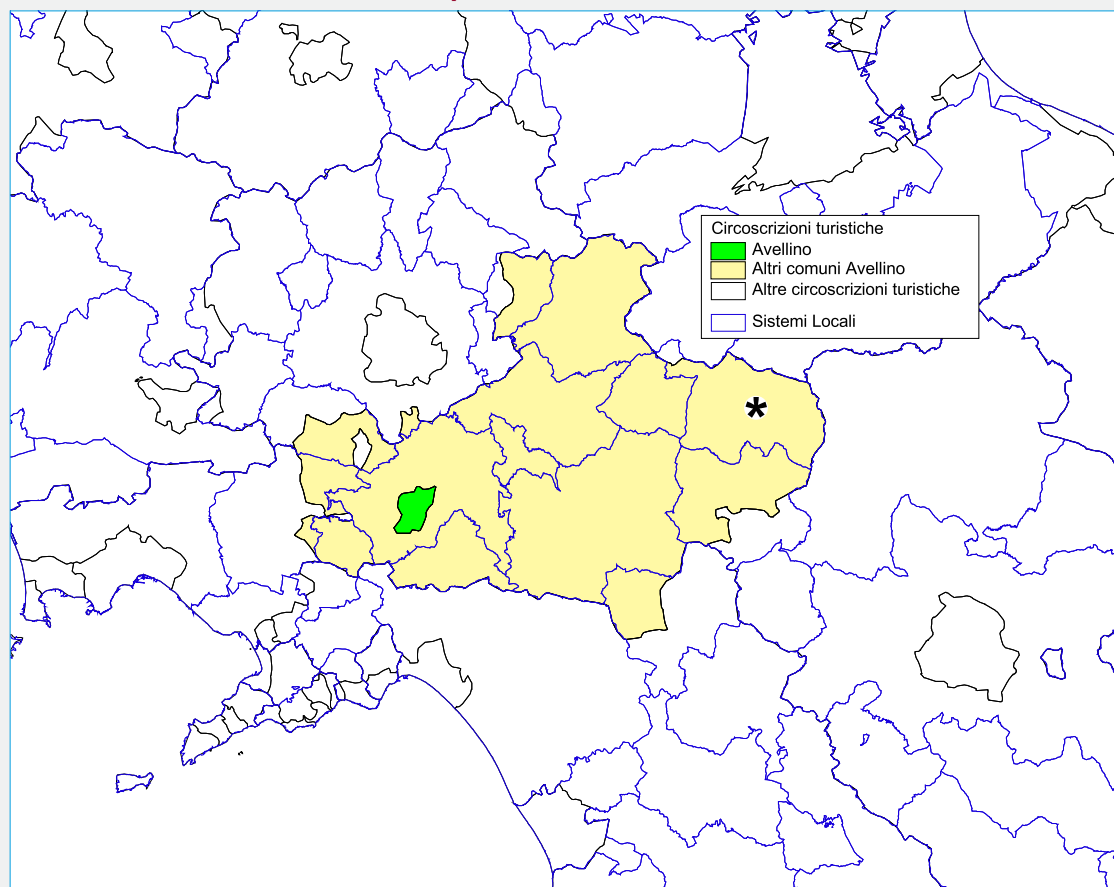 Circoscrizioni turistiche
Avellino
Altri comuni Avellino
Altre circoscrizioni turistiche
Sistemi Locali
*